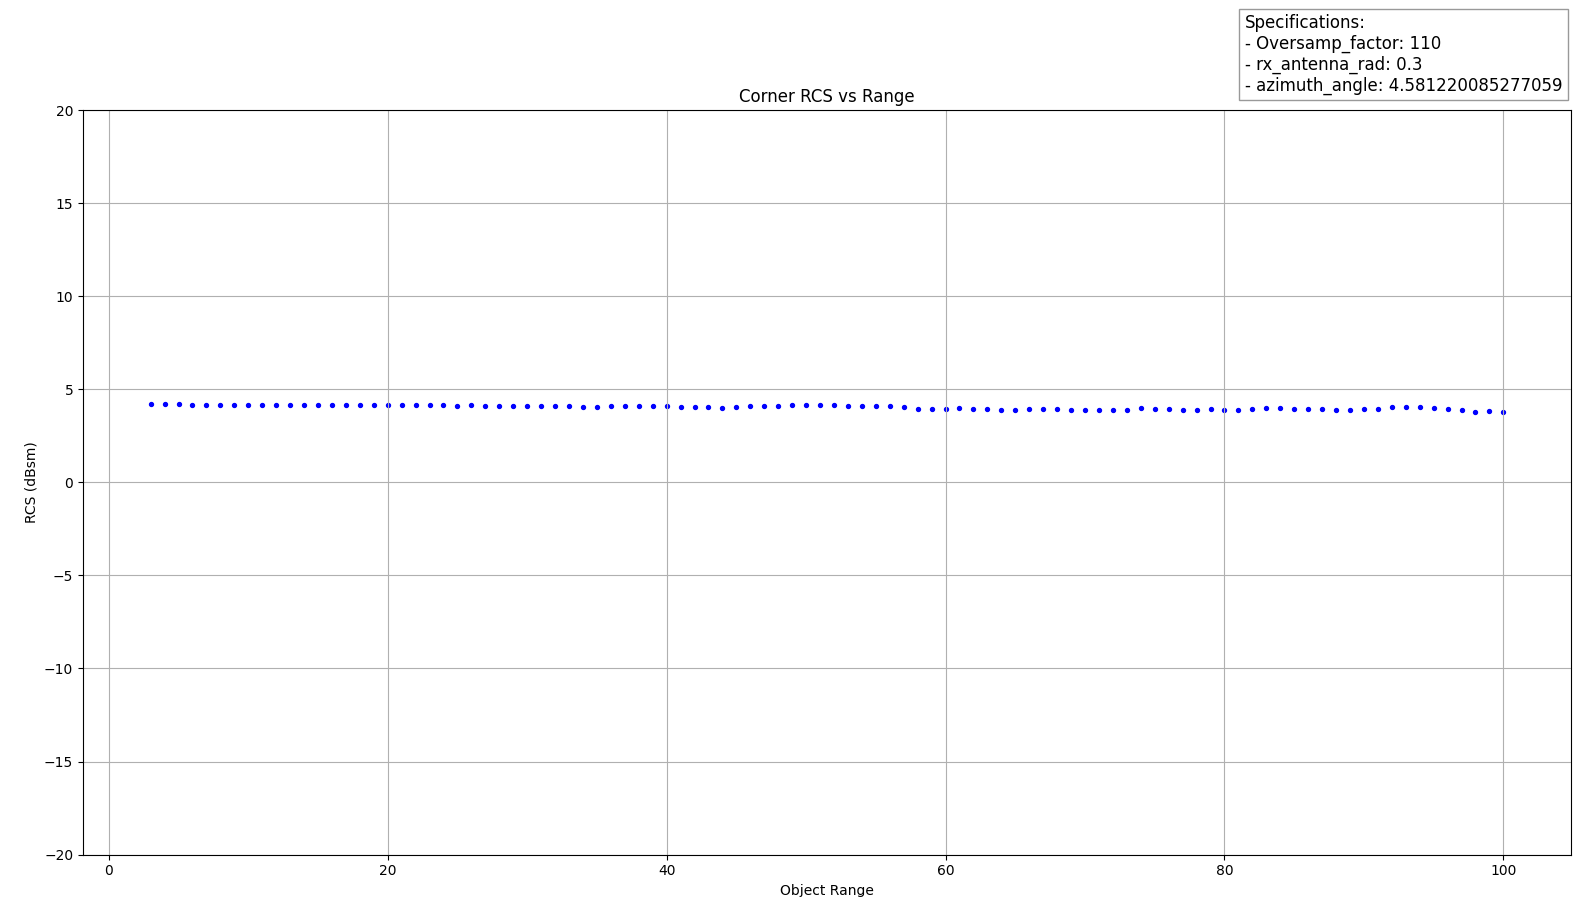 Specifications:
- Oversamp_factor: 110
- rx_antenna_rad: 0.3
- azimuth_angle: 4.581220085277059
Corner RCS vs Range
20
15
10
5
0
−5
−10
−15
−20
RCS (dBsm)
0 20 40 60 80 100
Object Range